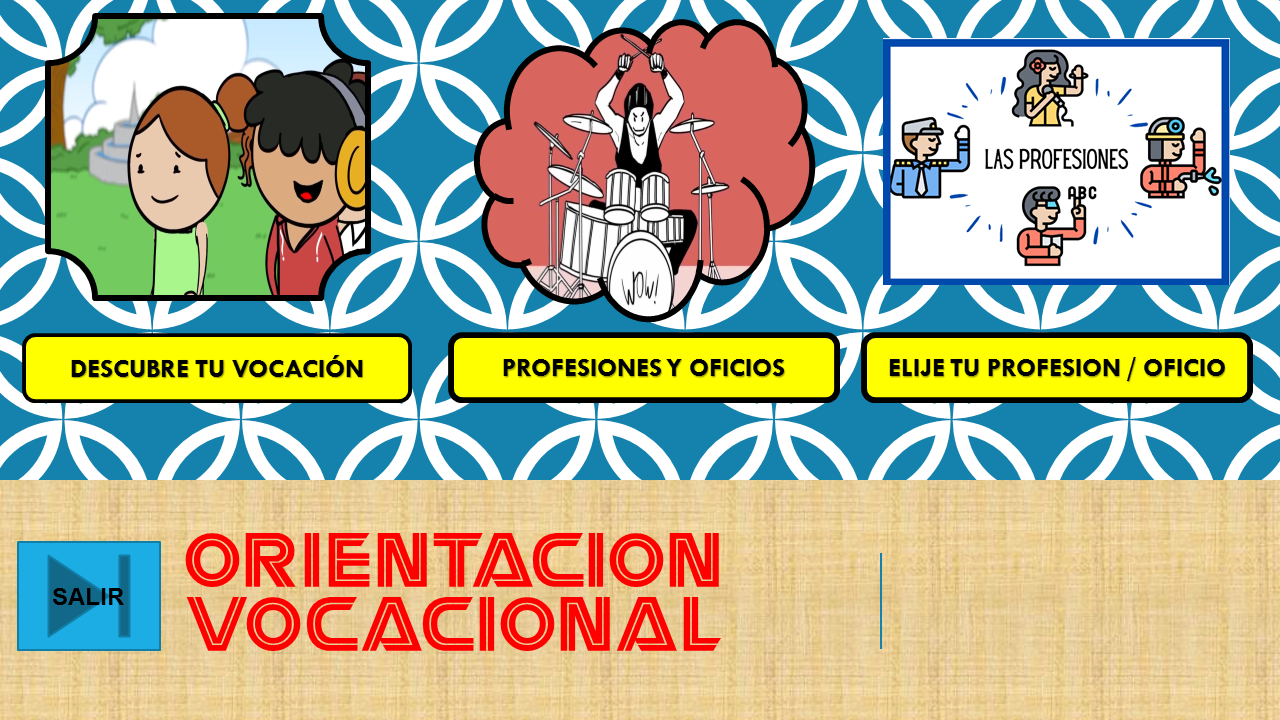 LAS PROFESIONES
ABC
WOW!
DESCUBRE TU VOCACIÓN
PROFESIONES Y OFICIOS
ELIJE TU PROFESION / OFICIO
SALIR
ORIENTACION
VOCACIONAL